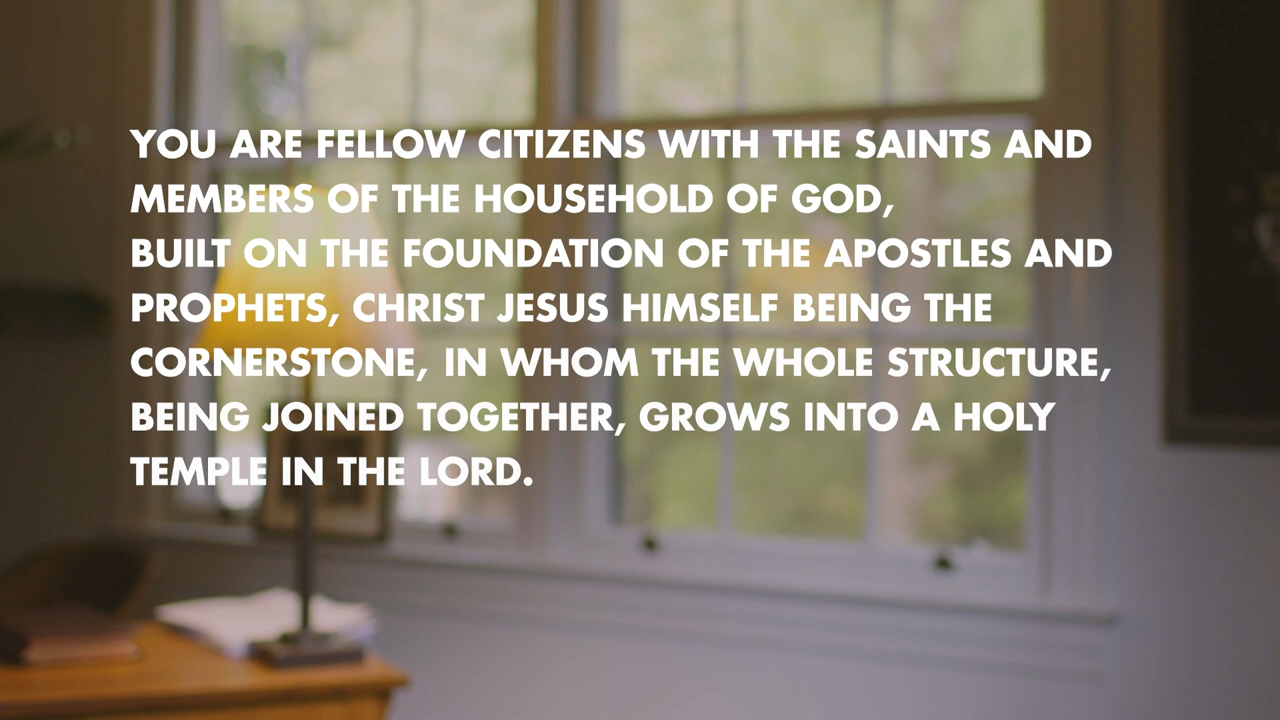 YOU ARE FELLOW CITIZENS WITH THE SAINTS AND
MEMBERS OF THE HOUSEHOLD OF GOD,
BUILT ON THE FOUNDATION OF THE APOSTLES AND
PROPHETS, CHRIST JESUS HIMSELF BEING THE
CORNERSTONE, IN WHOM THE WHOLE STRUCTURE,
BEING JOINED TOGETHER, GROWS INTO A HOLY
TEMPLE IN THE LORD.